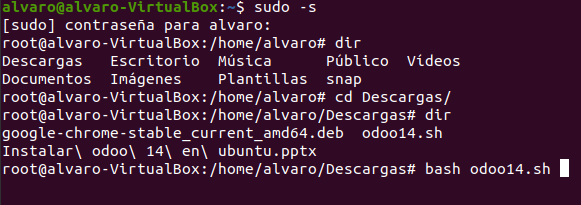 alvaro@alvaro-VirtualBox:~$ sudo -s
[sudo] contraseña para alvaro:
root@alvaro-VirtualBox:/home/alvaro# dir
Descargas   Escritorio  Música      Público  Vídeos
Documentos  Imágenes    Plantillas  snap
root@alvaro-VirtualBox:/home/alvaro# cd Descargas/
root@alvaro-VirtualBox:/home/alvaro/Descargas# dir
google-chrome-stable_current_amd64.deb  odoo14.sh
Instalar\ odoo\ 14\ en\ ubuntu.pptx
root@alvaro-VirtualBox:/home/alvaro/Descargas# bash odoo14.sh